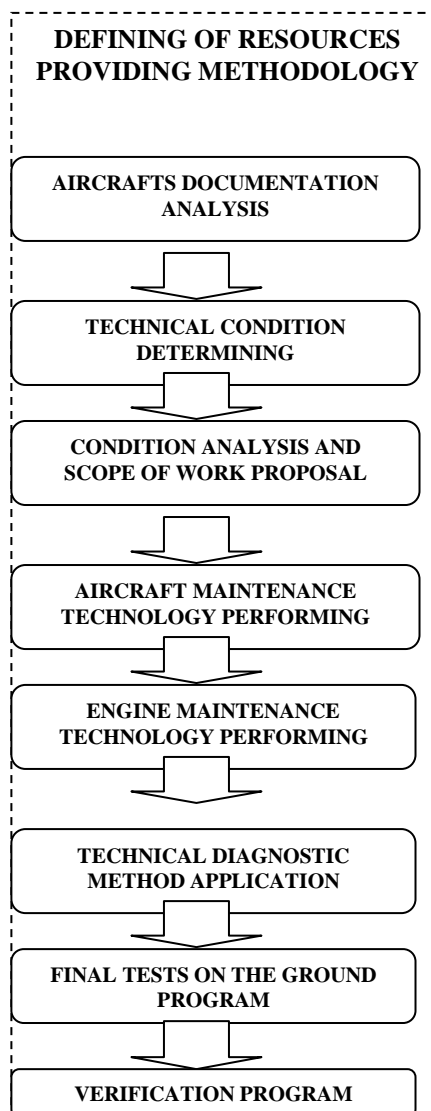 DEFINING OF RESOURCES
PROVIDING METHODOLOGY
AIRCRAFTS DOCUMENTATION
ANALYSIS
TECHNICAL CONDITION
DETERMINING
CONDITION ANALYSIS AND
SCOPE OF WORK PROPOSAL
AIRCRAFT MAINTENANCE
TECHNOLOGY PERFORMING
ENGINE MAINTENANCE
TECHNOLOGY PERFORMING
TECHNICAL DIAGNOSTIC
METHOD APPLICATION
FINAL TESTS ON THE GROUND
PROGRAM
VERIFICATION PROGRAM